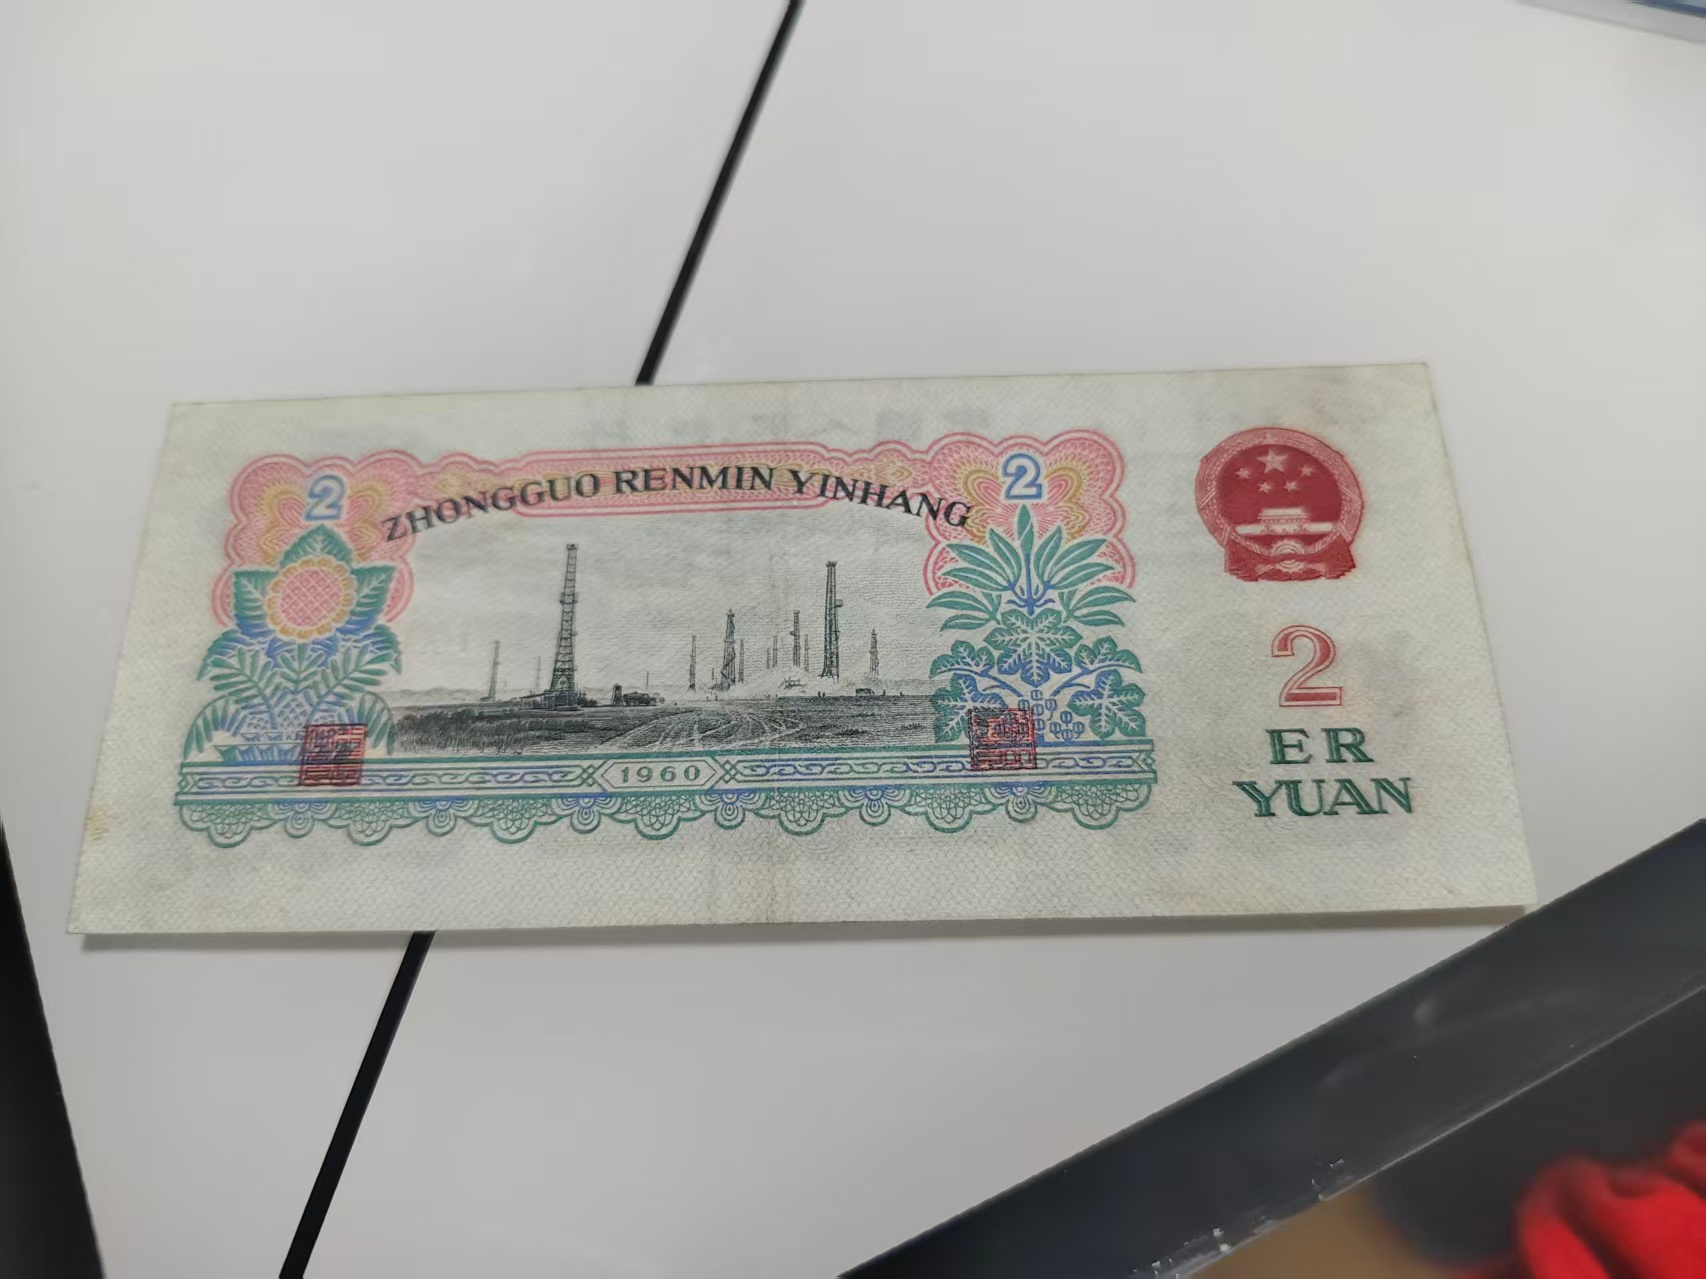 2
2
ZHONGGUO RENMIN YINHANG
1960
2
ER
YUAN